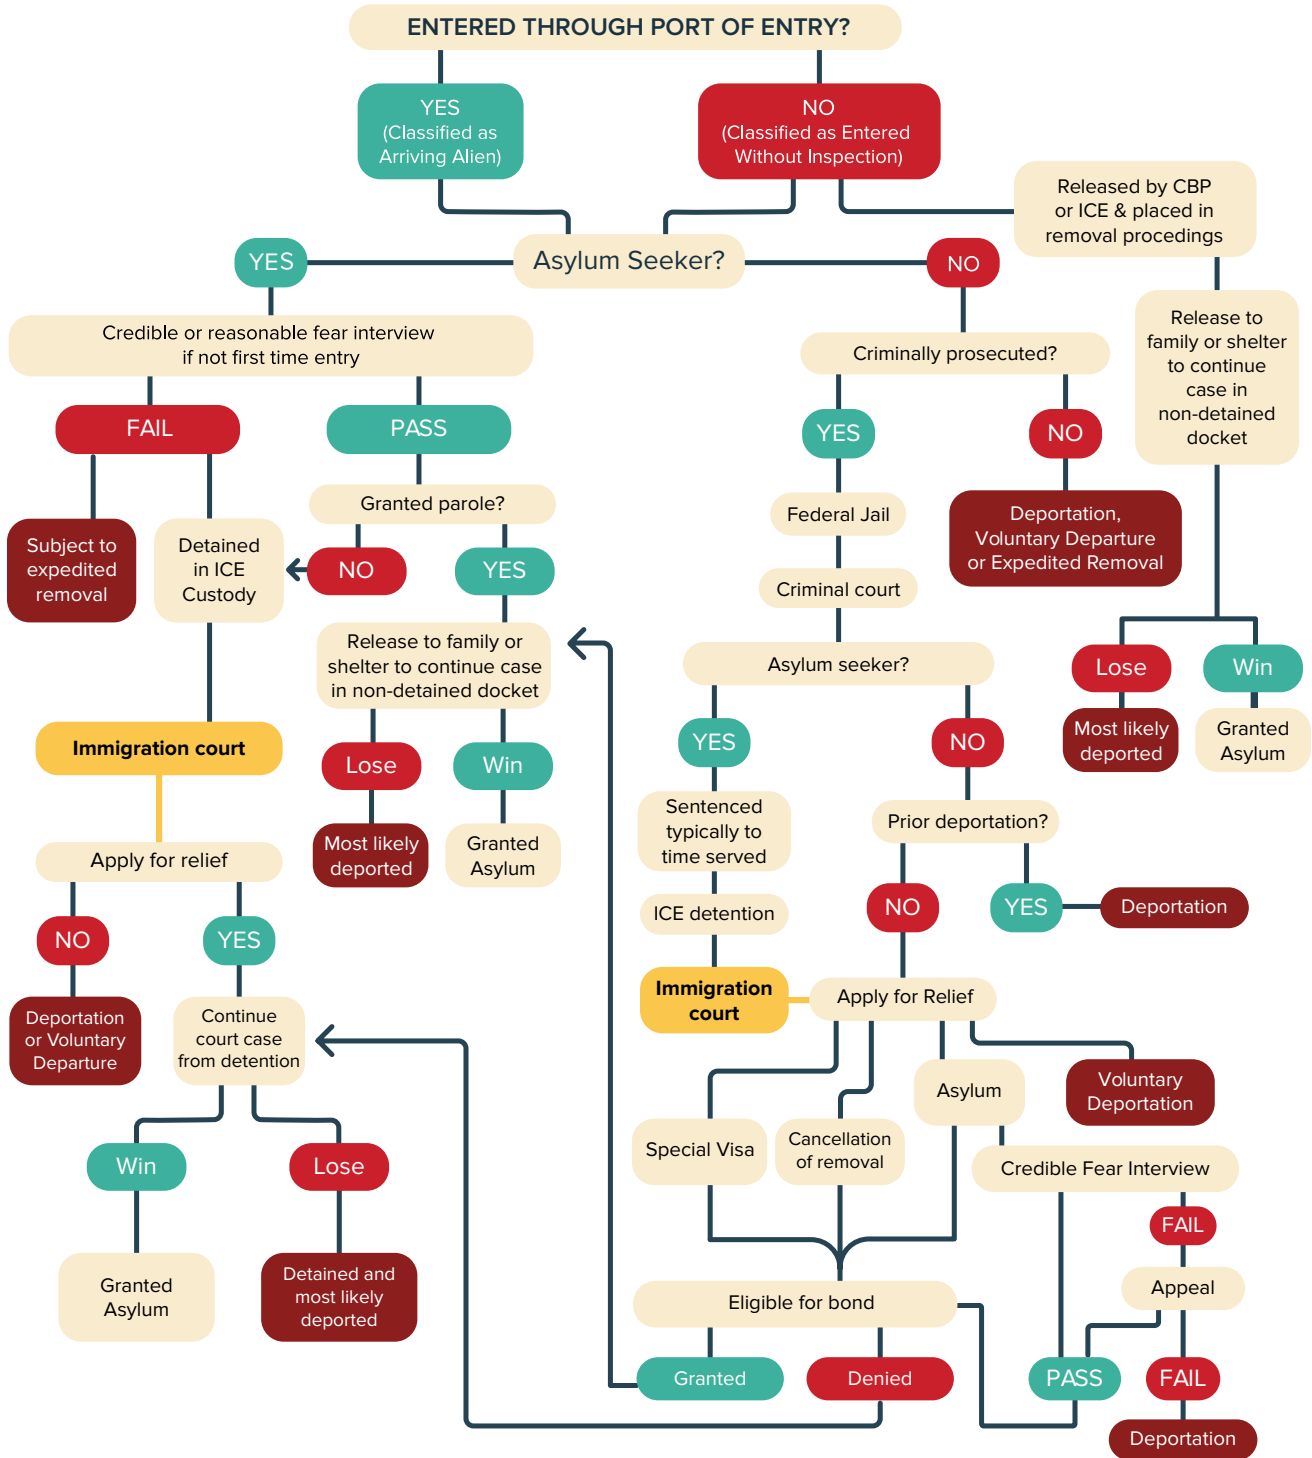 ENTERED THROUGH PORT OF ENTRY?
YES
(Classified as
Arriving Alien)
NO
(Classified as Entered
Without Inspection)
Released by CBP
or ICE & placed in
removal procedings
Asylum Seeker?
YES
NO
Credible or reasonable fear interview
if not first time entry
Criminally prosecuted?
Release to
family or shelter
to continue
case in
non-detained
docket
FAIL
PASS
YES
NO
Granted parole?
Federal Jail
Deportation,
Voluntary Departure
or Expedited Removal
Subject to
expedited
removal
Detained
in ICE
Custody
NO
YES
Criminal court
Release to family or
shelter to continue case
in non-detained docket
Asylum seeker?
Lose
Win
Most likely
deported
Granted
Asylum
Immigration court
Lose
Win
YES
NO
Most likely
deported
Granted
Asylum
Sentenced
typically to
time served
Prior deportation?
Apply for relief
NO
YES
ICE detention
NO
YES
Deportation
Immigration
court
Apply for Relief
Deportation
or Voluntary
Departure
Continue
court case
from detention
Asylum
Voluntary
Deportation
Special Visa
Cancellation
of removal
Credible Fear Interview
Win
Lose
FAIL
Granted
Asylum
Detained and
most likely
deported
Appeal
Eligible for bond
Granted
Denied
PASS
FAIL
Deportation